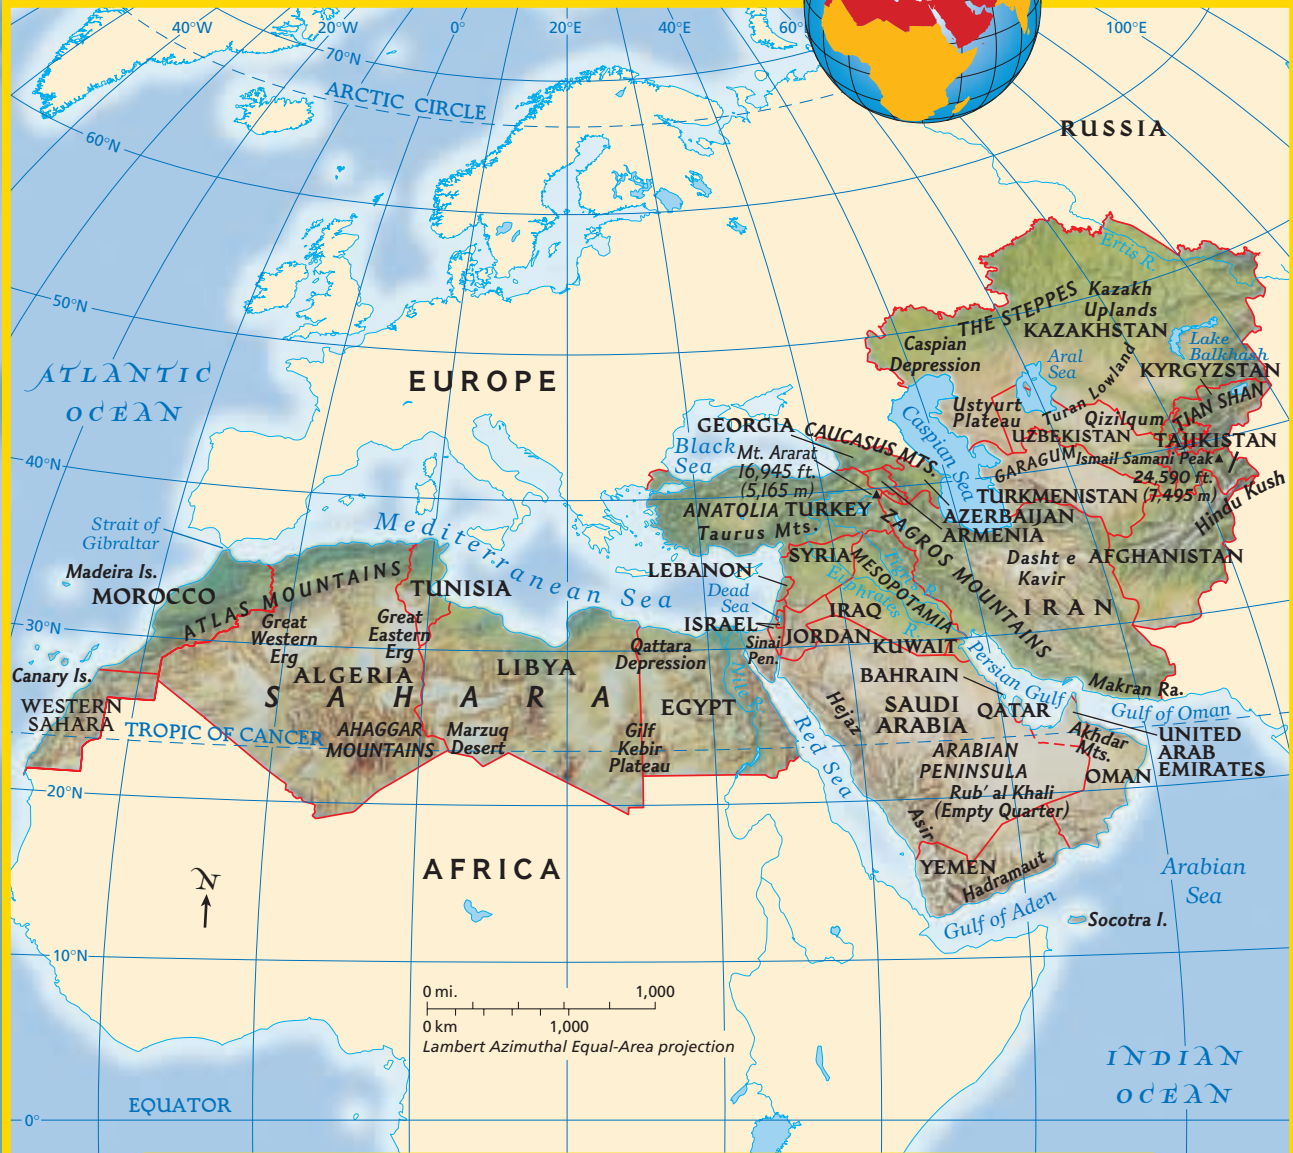 40°W
20°W
0°
20°E
40°E
60°
100°E
70°N
ARCTIC CIRCLE
60°N
RUSSIA
50°N
Ertis R.
THE STEPPES
Kazakh
Uplands
KAZAKHSTAN
Caspian
Depression
Lake
Balkhash
Aral
Sea
KYRGYZSTAN
ATLANTIC
OCEAN
EUROPE
Turan Lowland
TIAN SHAN
Ustyurt
Plateau
Qizilqum
UZBEKISTAN
TAJIKISTAN
Caspian Sea
GEORGIA
CAUCASUS MTS.
Black
Sea
Mt. Ararat
16,945 ft.
(5,165 m)
GARAGUM
Ismail Samani Peak
24,590 ft.
(7,495 m)
TURKMENISTAN
Hindu Kush
40°N
ANATOLIA
TURKEY
Taurus Mts.
AZERBAIJAN
ARMENIA
Strait of
Gibraltar
Mediterranean Sea
ZAGROS MOUNTAINS
Dasht e
Kavir
AFGHANISTAN
SYRIA
LEBANON
MESOPOTAMIA
Tigris R.
Euphrates R.
Madeira Is.
MOROCCO
ATLAS MOUNTAINS
TUNISIA
Dead
Sea
IRAQ
IRAN
ISRAEL
JORDAN
KUWAIT
30°N
Great
Western
Erg
Great
Eastern
Erg
Qattara
Depression
Sinai
Pen.
Persian Gulf
Canary Is.
ALGERIA
LIBYA
BAHRAIN
Makran Ra.
SAHARA
EGYPT
Nile R.
WESTERN
SAHARA
Hejaz
SAUDI
ARABIA
QATAR
Gulf of Oman
TROPIC OF CANCER
AHAGGAR
MOUNTAINS
Marzuq
Desert
Gilf
Kebir
Plateau
Red Sea
Akhdar
Mts.
UNITED
ARAB
EMIRATES
ARABIAN
PENINSULA
OMAN
20°N
Rub' al Khali
(Empty Quarter)
Asir
YEMEN
Hadramaut
AFRICA
Arabian
Sea
N
Gulf of Aden
Socotra I.
10°N
0 mi.
1,000
0 km
1,000
Lambert Azimuthal Equal-Area projection
INDIAN
OCEAN
EQUATOR
0°